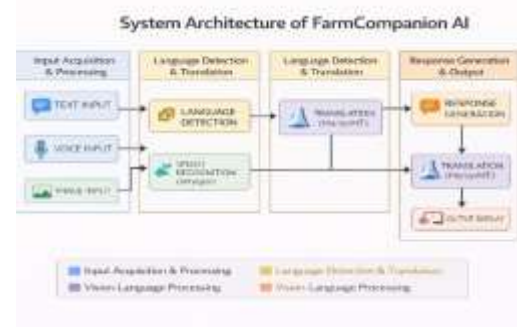 System Architecture of FarmCompanion AI
Input Acquisition
& Processing
Language Detection
& Translation
Language Detection
& Translation
Response Generation
& Output
TEXT INPUT
LANGUAGE
DETECTION
TRANSLATION
RESPONSE
GENERATION
VOICE INPUT
RECOGNITION
TRANSLATION
INPUT
Input Acquisition & Processing
Language Detection & Translation
Vision-Language Processing
Vision-Language Processing